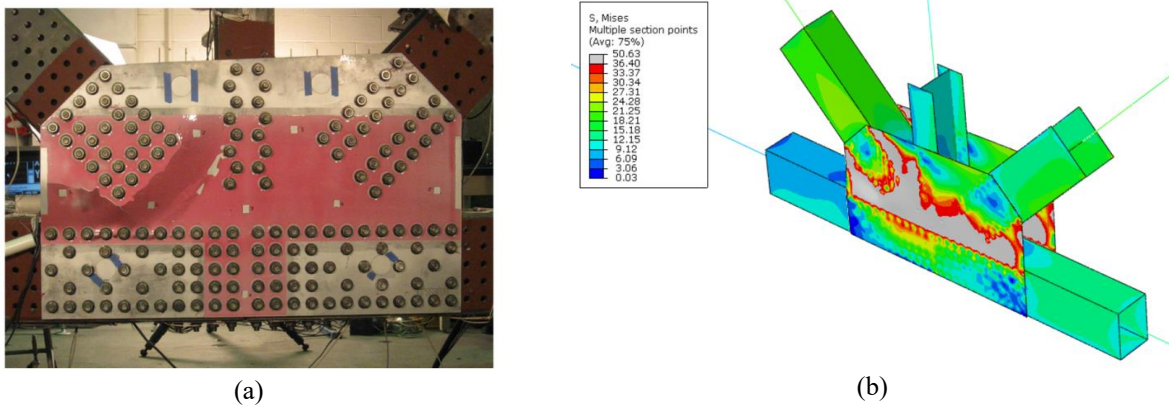 S, Mises
Multiple section points
(Avg: 75%)
50.63
36.40
33.37
30.34
27.31
24.28
21.25
18.21
15.18
12.15
9.12
6.09
3.06
0.03
(a)
(b)